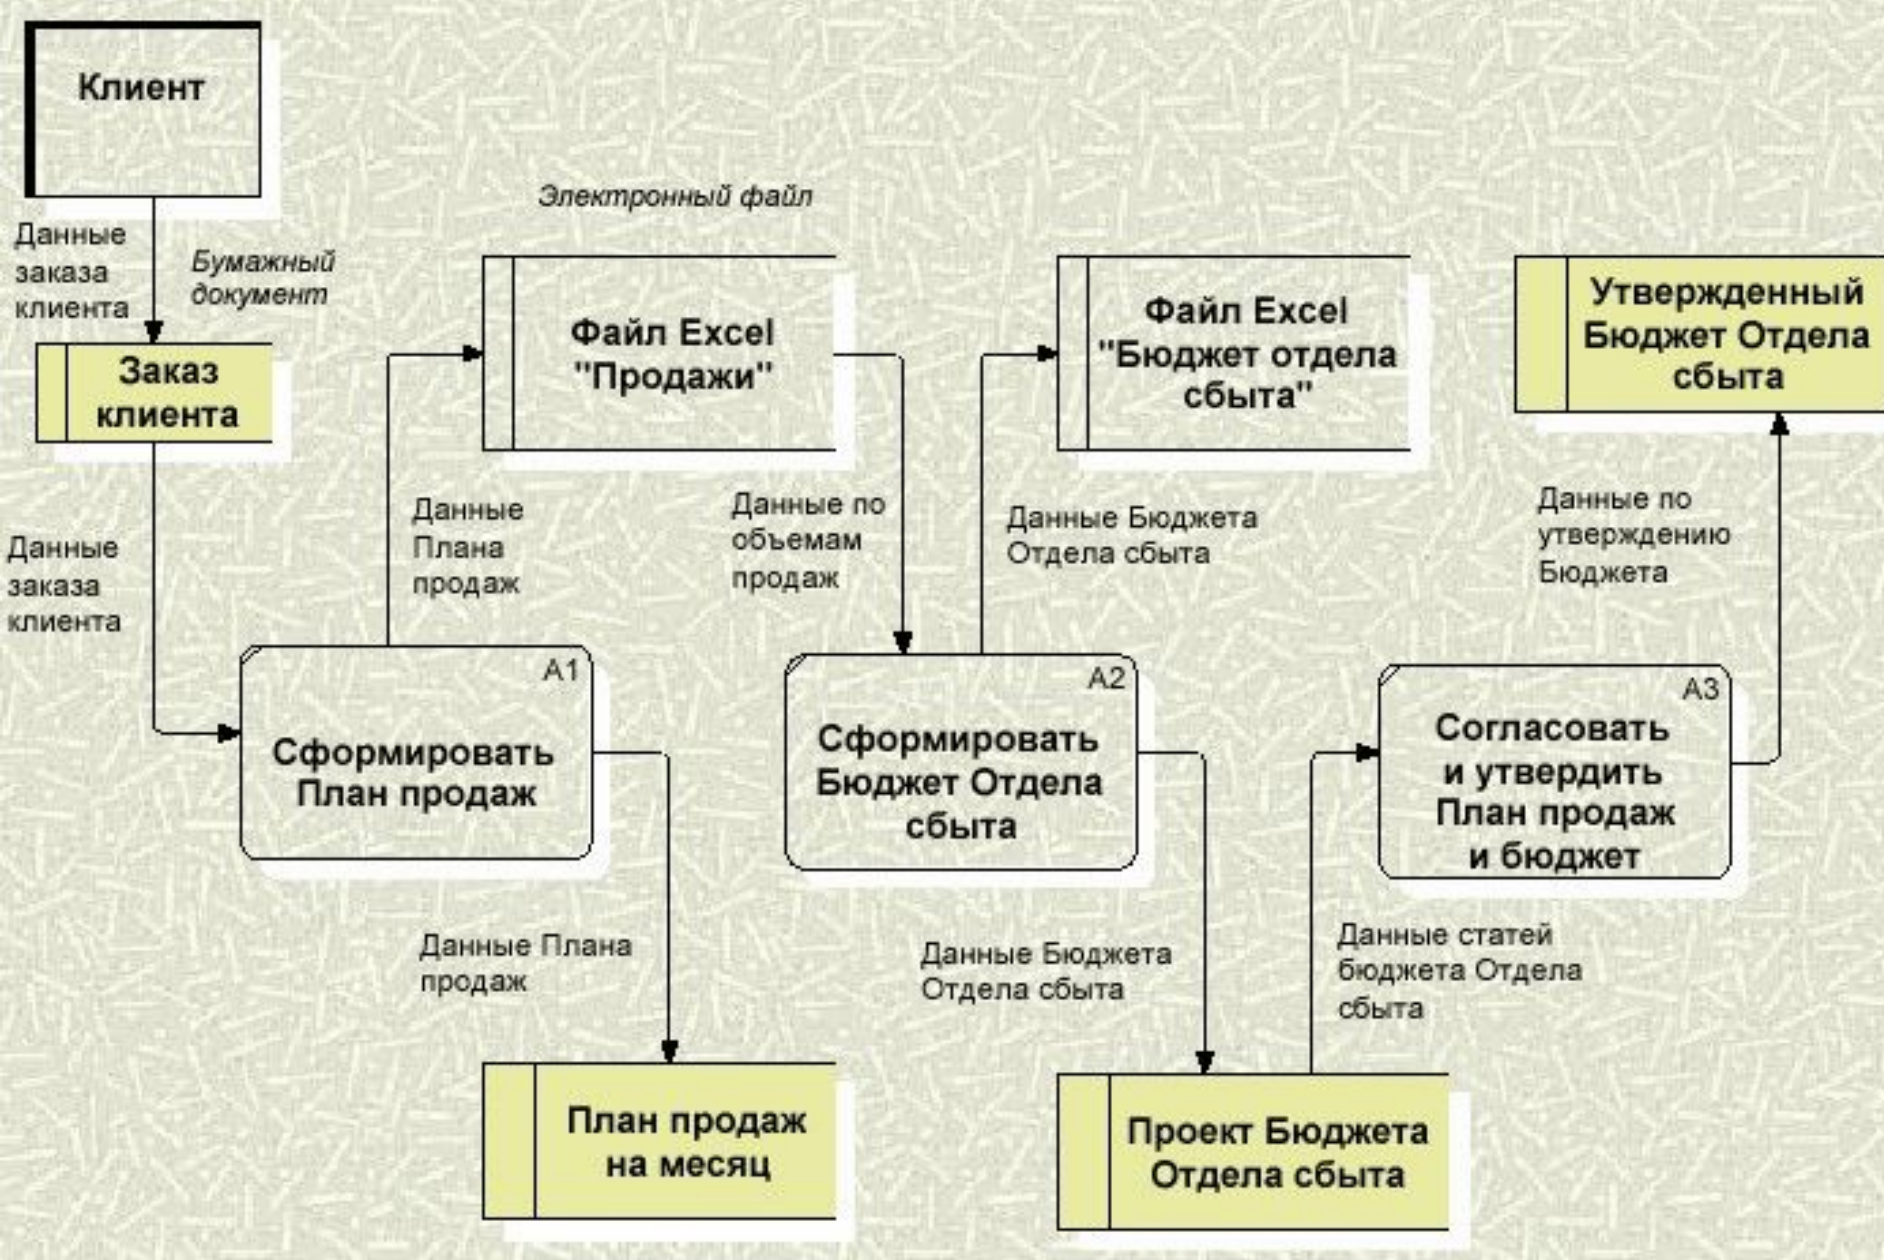 Клиент
Данные
заказа
клиента
Бумажный
документ
Заказ
клиента
Электронный файл
Файл Excel
"Продажи"
Файл Excel
"Бюджет отдела
сбыта"
Утвержденный
Бюджет Отдела
сбыта
Данные
заказа
клиента
Данные
Плана
продаж
Данные по
объемам
продаж
Данные Бюджета
Отдела сбыта
Данные по
утверждению
Бюджета
A1
Сформировать
План продаж
A2
Сформировать
Бюджет Отдела
сбыта
A3
Согласовать
и утвердить
План продаж
и бюджет
Данные Плана
продаж
Данные Бюджета
Отдела сбыта
Данные статей
бюджета Отдела
сбыта
План продаж
на месяц
Проект Бюджета
Отдела сбыта